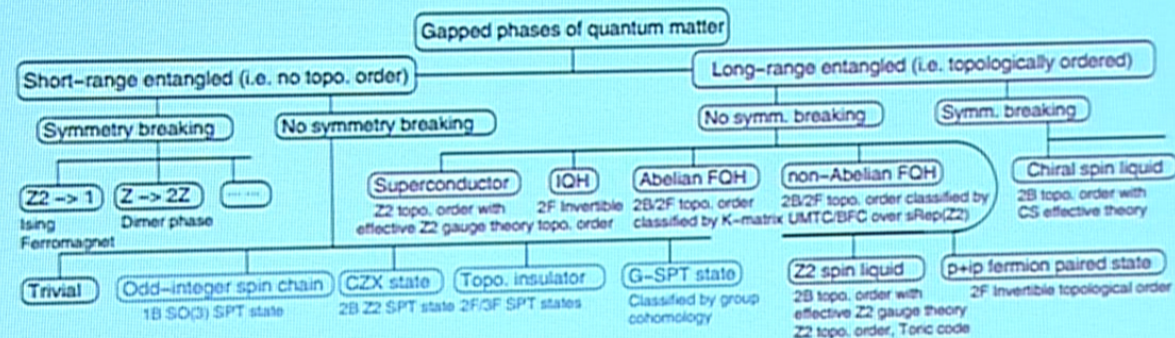 Gapped phases of quantum matter
Short-range entangled (i.e. no topo. order)
Long-range entangled (i.e. topologically ordered)
Symmetry breaking
No symmetry breaking
No symm. breaking
Symm. breaking
Z2 -> 1
Z -> 2Z
... ...
Ising
Ferromagnet
Dimer phase
Superconductor
Z2 topo. order with
effective Z2 gauge theory
IQH
2F Invertible
topo. order
Abelian FQH
2B/2F topo. order
classified by K-matrix
non-Abelian FQH
2B/2F topo. order classified by
UMTC/BFC over sRep(Z2)
Chiral spin liquid
2B topo. order with
CS effective theory
Trivial
Odd-integer spin chain
1B SO(3) SPT state
CZX state
2B Z2 SPT state
Topo. insulator
2F/3F SPT states
G-SPT state
Classified by group
cohomology
Z2 spin liquid
2B topo. order with
effective Z2 gauge theory
Z2 topo. order, Toric code
p+ip fermion paired state
2F Invertible topological order